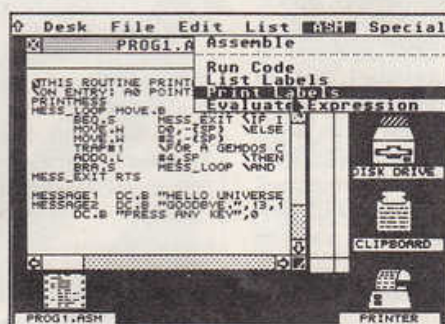 Desk File Edit List ASM Special
PROG1.A
Assemble
Run Code
List Labels
Print Labels
Evaluate Expression
\THIS ROUTINE PRINT
\ON ENTRY: A0 POINT
PRINTMESS
MESS_LOOP MOVE.B
BEQ.S MESS_EXIT \IF I
MOVE.W D0,-(SP) \ELSE
MOVE.W #2,-(SP)
TRAP#1 \FOR A GEMDOS C
ADDQ.L #4,SP \THEN
BRA.S MESS_LOOP \AND
MESS_EXIT RTS
MESSAGE1 DC.B "HELLO UNIVERSE
MESSAGE2 DC.B "GOODBYE.",13,1
DC.B "PRESS ANY KEY",0
DISK DRIVE
CLIPBOARD
PROG1.ASM
PRINTER